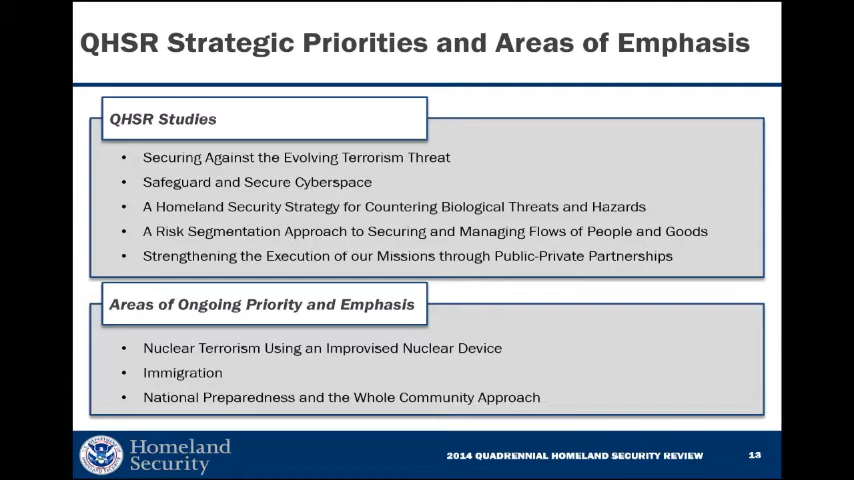 QHSR Strategic Priorities and Areas of Emphasis
QHSR Studies
• Securing Against the Evolving Terrorism Threat
• Safeguard and Secure Cyberspace
• A Homeland Security Strategy for Countering Biological Threats and Hazards
• A Risk Segmentation Approach to Securing and Managing Flows of People and Goods
• Strengthening the Execution of our Missions through Public-Private Partnerships
Areas of Ongoing Priority and Emphasis
• Nuclear Terrorism Using an Improvised Nuclear Device
• Immigration
• National Preparedness and the Whole Community Approach
Homeland
Security
2014 QUADRENNIAL HOMELAND SECURITY REVIEW
13